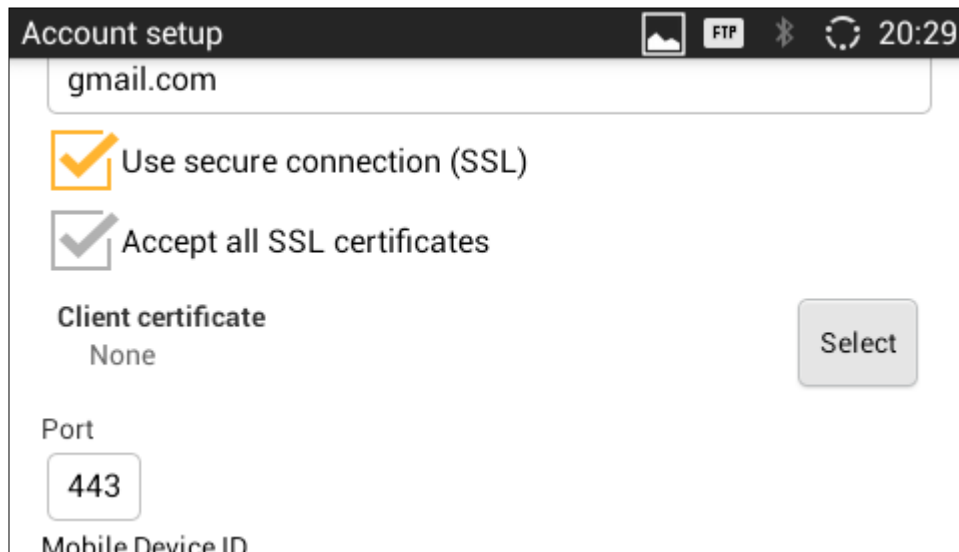 Account setup
FTP
20:29
gmail.com
Use secure connection (SSL)
Accept all SSL certificates
Client certificate
None
Select
Port
443
Mobile Device ID